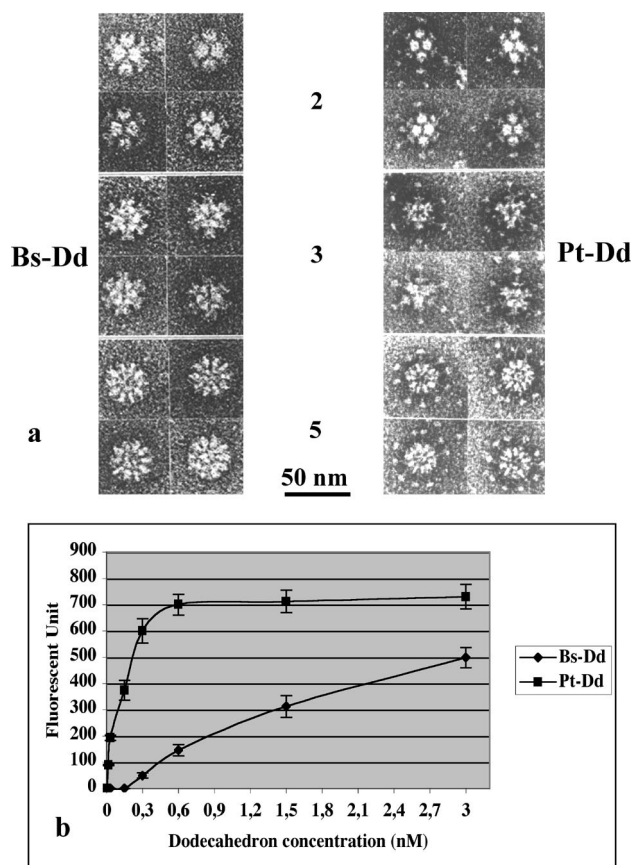 2
Bs-Dd
3
Pt-Dd
a
5
50 nm
900
800
700
600
500
400
300
200
100
0
Fluorescent Unit
0
0,3
0,6
0,9
1,2
1,5
1,8
2,1
2,4
2,7
3
Dodecahedron concentration (nM)
Bs-Dd
Pt-Dd
b